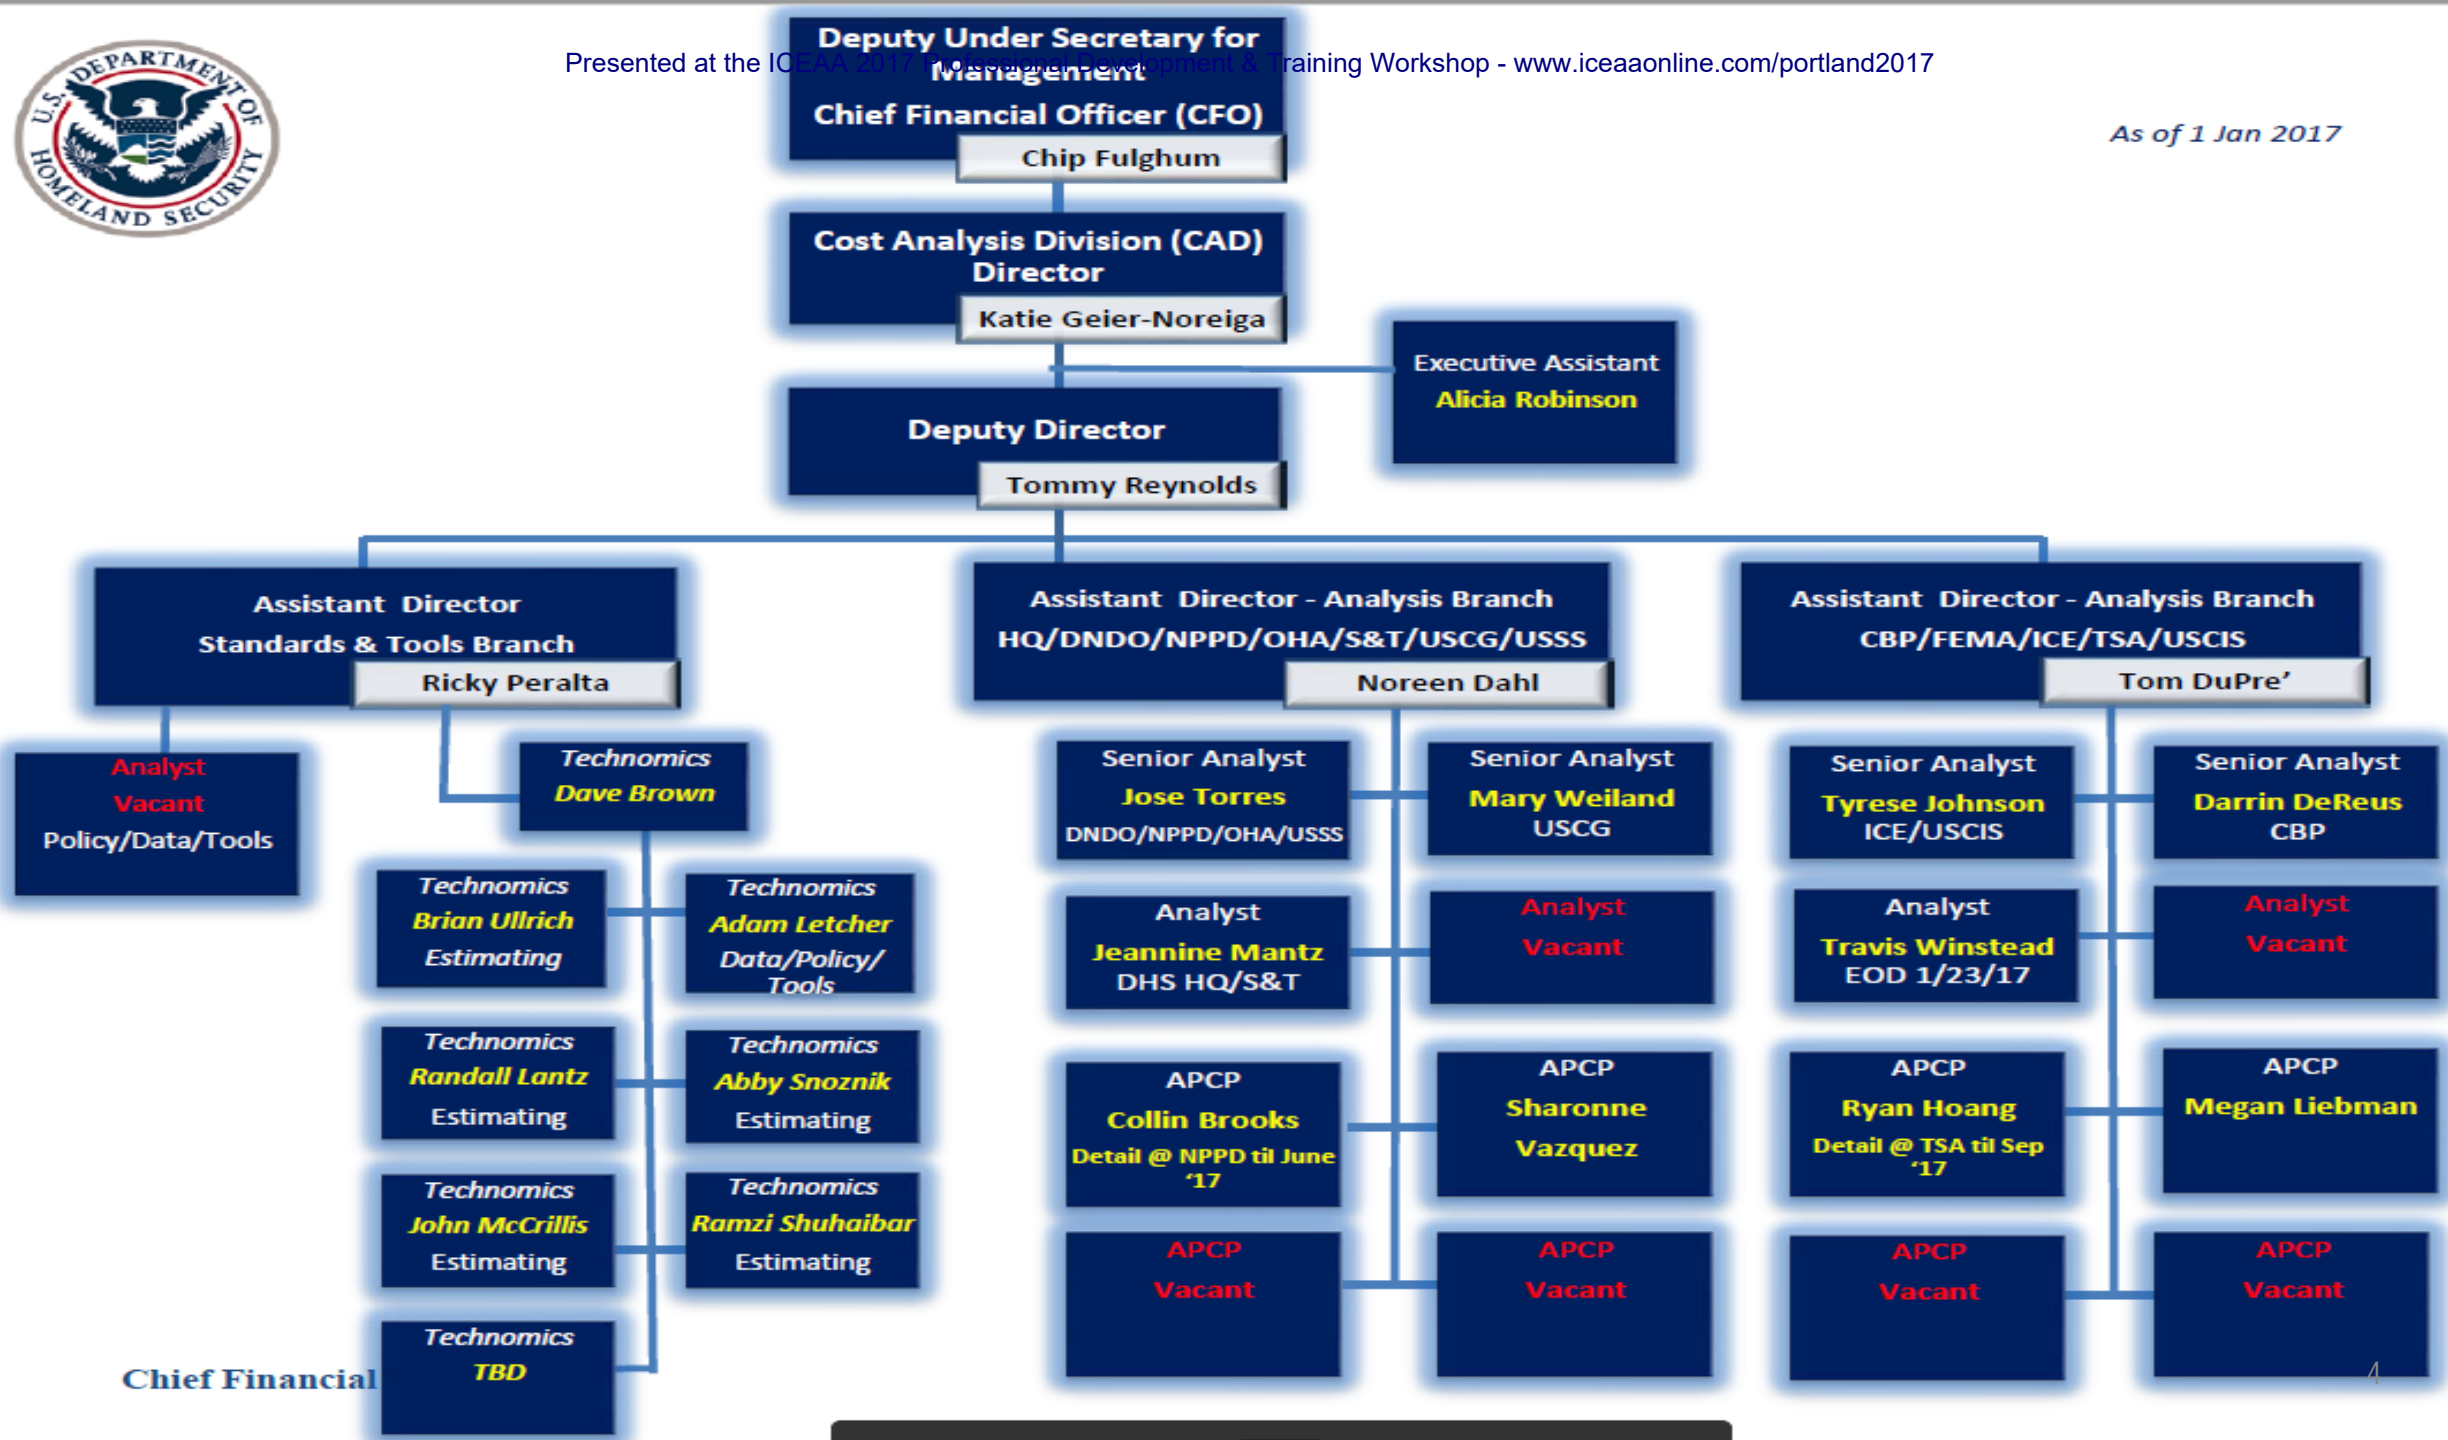 Presented at the ICEAA 2017 Professional Development & Training Workshop - www.iceaaonline.com/portland2017
U.S. DEPARTMENT OF HOMELAND SECURITY
As of 1 Jan 2017
Deputy Under Secretary for
Management
Chief Financial Officer (CFO)
Chip Fulghum
Cost Analysis Division (CAD)
Director
Katie Geier-Noreiga
Executive Assistant
Alicia Robinson
Deputy Director
Tommy Reynolds
Assistant Director
Standards & Tools Branch
Ricky Peralta
Analyst
Vacant
Policy/Data/Tools
Technomics
Dave Brown
Technomics
Brian Ullrich
Estimating
Technomics
Adam Letcher
Data/Policy/
Tools
Technomics
Randall Lantz
Estimating
Technomics
Abby Snoznik
Estimating
Technomics
John McCrillis
Estimating
Technomics
Ramzi Shuhaibar
Estimating
Technomics
TBD
Assistant Director - Analysis Branch
HQ/DNDO/NPPD/OHA/S&T/USCG/USSS
Noreen Dahl
Senior Analyst
Jose Torres
DNDO/NPPD/OHA/USSS
Senior Analyst
Mary Weiland
USCG
Analyst
Jeannine Mantz
DHS HQ/S&T
Analyst
Vacant
APCP
Collin Brooks
Detail @ NPPD til June
‘17
APCP
Sharonne
Vazquez
APCP
Vacant
APCP
Vacant
Assistant Director - Analysis Branch
CBP/FEMA/ICE/TSA/USCIS
Tom DuPre’
Senior Analyst
Tyrese Johnson
ICE/USCIS
Senior Analyst
Darrin DeReus
CBP
Analyst
Travis Winstead
EOD 1/23/17
Analyst
Vacant
APCP
Ryan Hoang
Detail @ TSA til Sep
‘17
APCP
Megan Liebman
APCP
Vacant
APCP
Vacant
Chief Financial
4